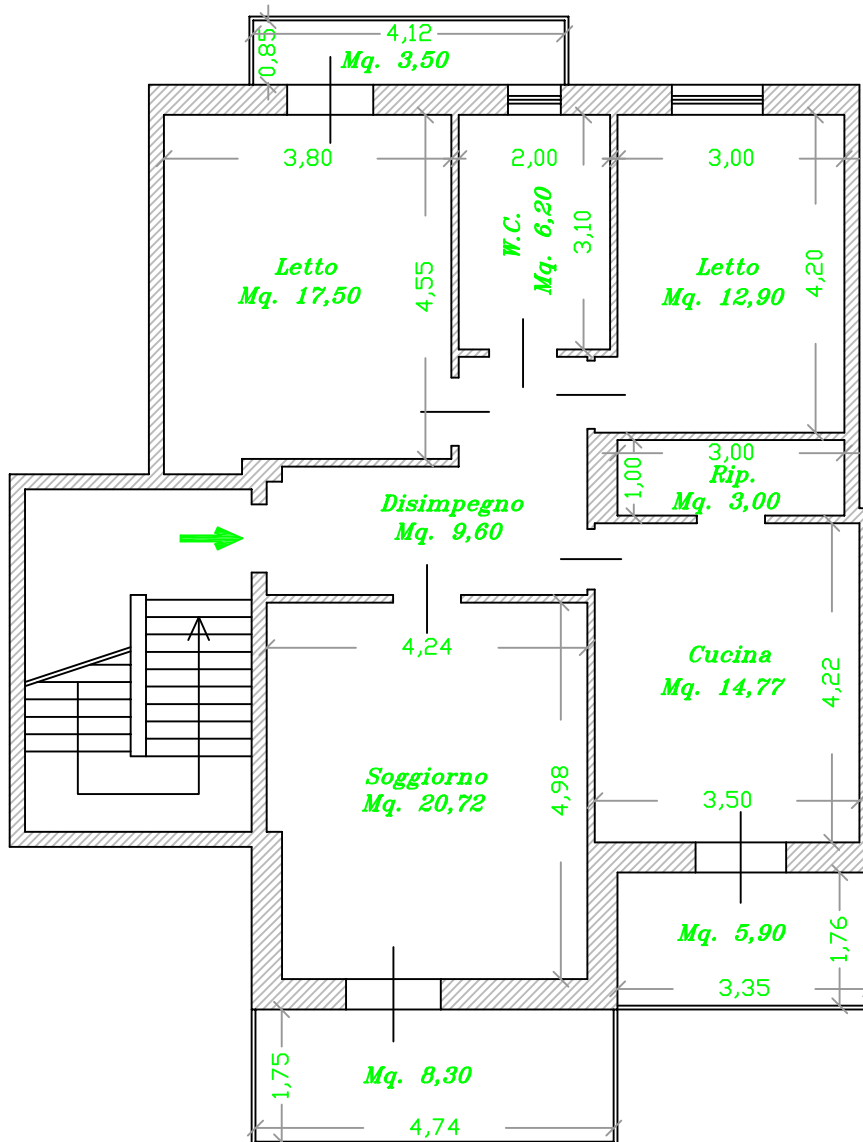 4,12
0,85
Mq. 3,50
3,80
2,00
3,00
W.C.
Mq. 6,20
3,10
4,55
4,20
Letto
Mq. 17,50
Letto
Mq. 12,90
3,00
1,00
Rip.
Mq. 3,00
Disimpegno
Mq. 9,60
4,24
Cucina
Mq. 14,77
4,22
Soggiorno
Mq. 20,72
4,98
3,50
Mq. 5,90
1,76
3,35
1,75
Mq. 8,30
4,74